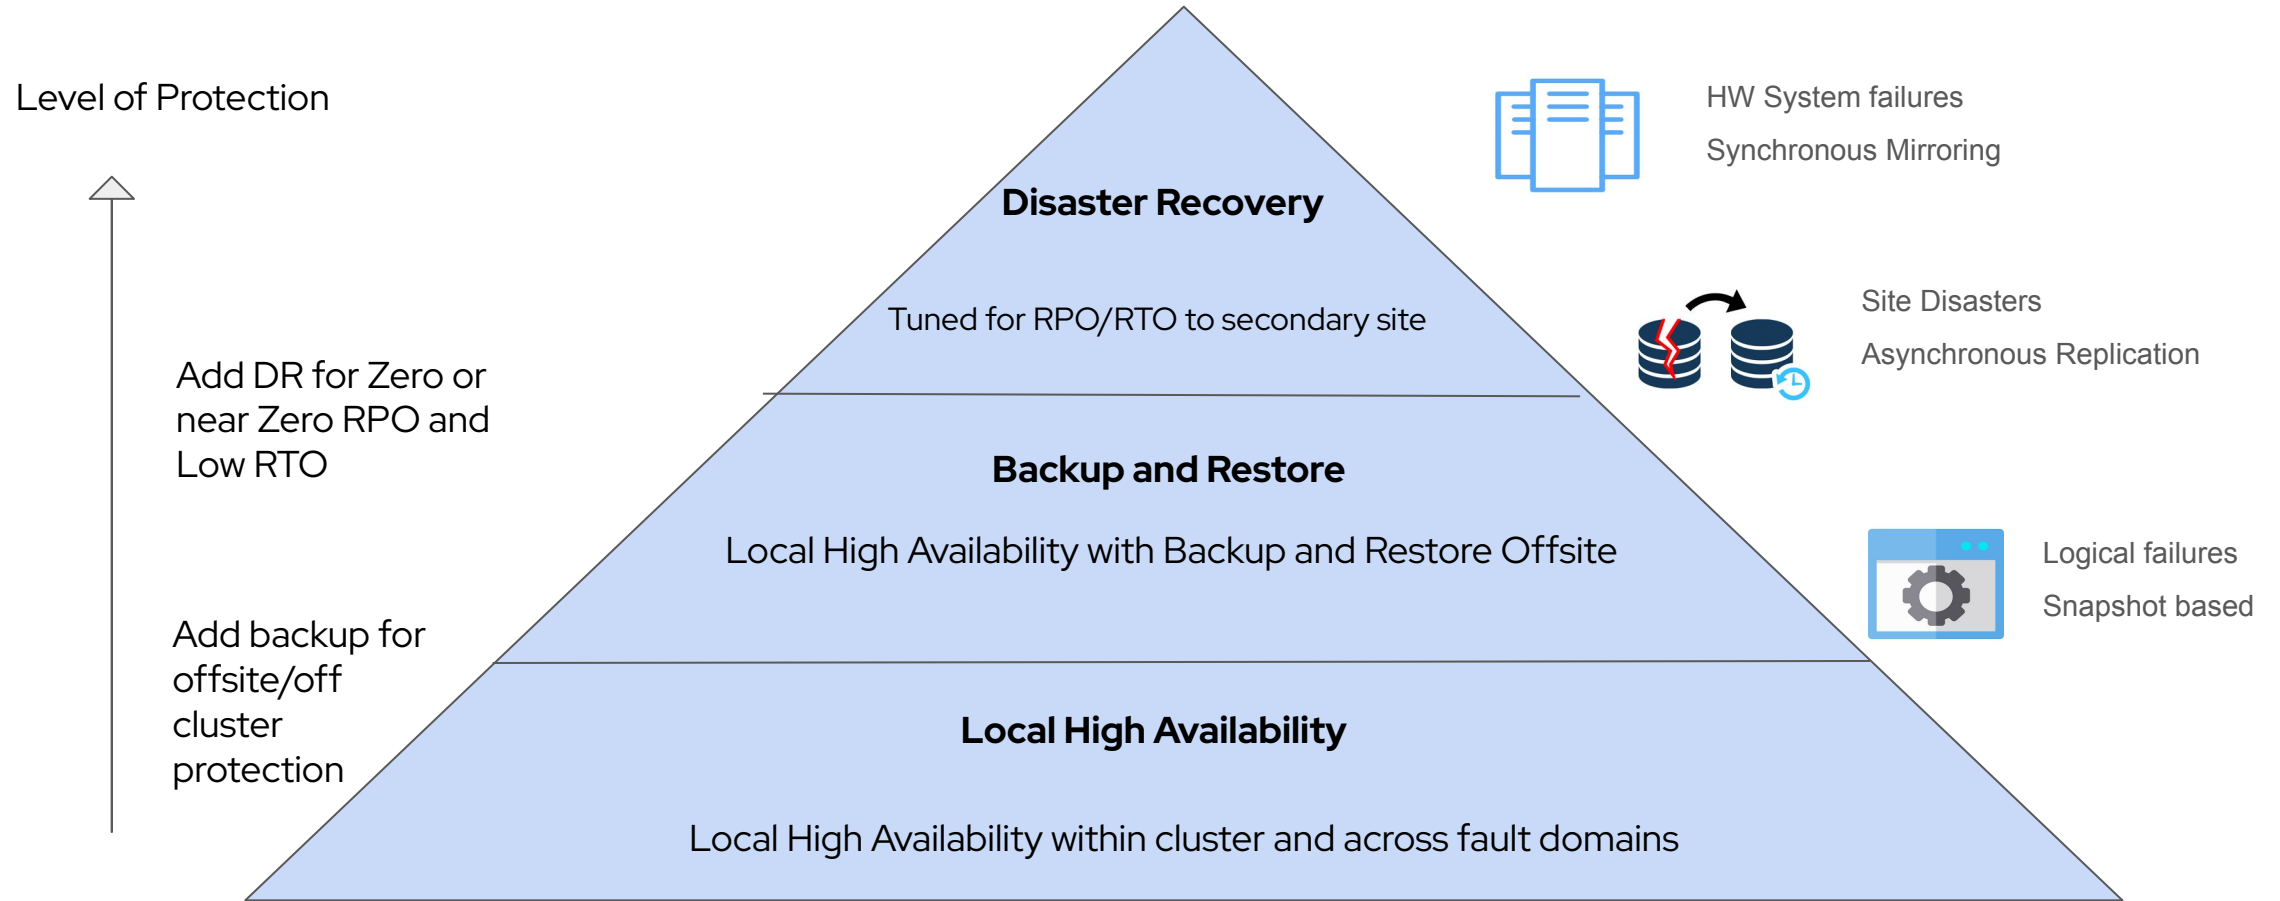 Level of Protection
Add DR for Zero or
near Zero RPO and
Low RTO
Add backup for
offsite/off
cluster
protection
Disaster Recovery
Tuned for RPO/RTO to secondary site
Backup and Restore
Local High Availability with Backup and Restore Offsite
Local High Availability
Local High Availability within cluster and across fault domains
HW System failures
Synchronous Mirroring
Site Disasters
Asynchronous Replication
Logical failures
Snapshot based